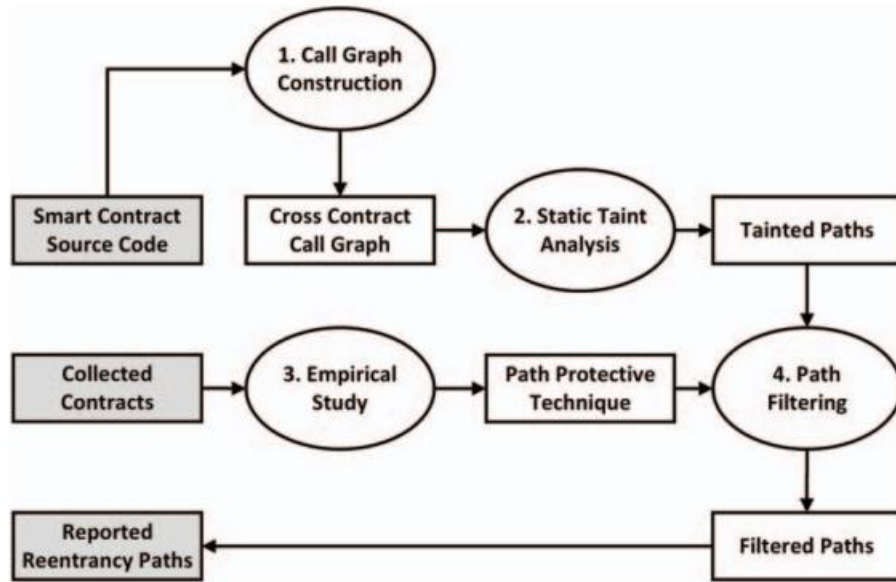 1. Call Graph
Construction
Smart Contract
Source Code
Cross Contract
Call Graph
2. Static Taint
Analysis
Tainted Paths
Collected
Contracts
3. Empirical
Study
Path Protective
Technique
4. Path
Filtering
Reported
Reentrancy Paths
Filtered Paths